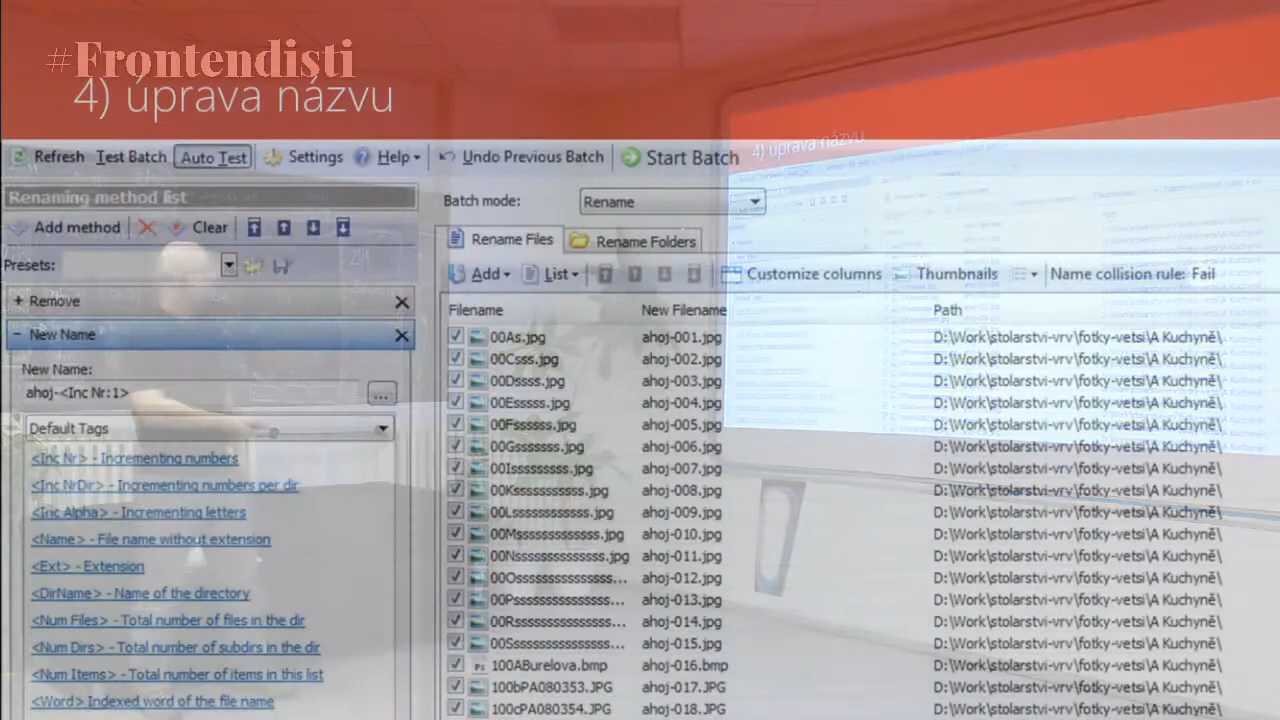 #Frontendisti
4) úprava názvu
4) úprava názvu
Refresh Test Batch Auto Test Settings Help Undo Previous Batch Start Batch
Renaming method list
Batch mode: Rename
Add method Clear
Rename Files Rename Folders
Presets:
Add List Customize columns Thumbnails Name collision rule: Fail
+ Remove
Filename New Filename Path
- New Name
00As.jpg ahoj-001.jpg D:\Work\stolarstvi-vrv\fotky-vetsi\A Kuchyně\
00Csss.jpg ahoj-002.jpg D:\Work\stolarstvi-vrv\fotky-vetsi\A Kuchyně\
New Name:
00Dssss.jpg ahoj-003.jpg D:\Work\stolarstvi-vrv\fotky-vetsi\A Kuchyně\
ahoj-<Inc Nr:1> ...
00Esssss.jpg ahoj-004.jpg D:\Work\stolarstvi-vrv\fotky-vetsi\A Kuchyně\
Default Tags
00Fssssss.jpg ahoj-005.jpg D:\Work\stolarstvi-vrv\fotky-vetsi\A Kuchyně\
00Gsssssss.jpg ahoj-006.jpg D:\Work\stolarstvi-vrv\fotky-vetsi\A Kuchyně\
<Inc Nr> - Incrementing numbers
00Issssssssss.jpg ahoj-007.jpg D:\Work\stolarstvi-vrv\fotky-vetsi\A Kuchyně\
<Inc NrDir> - Incrementing numbers per dir
00Ksssssssssss.jpg ahoj-008.jpg D:\Work\stolarstvi-vrv\fotky-vetsi\A Kuchyně\
<Inc Alpha> - Incrementing letters
00Lssssssssssss.jpg ahoj-009.jpg D:\Work\stolarstvi-vrv\fotky-vetsi\A Kuchyně\
<Name> - File name without extension
00Msssssssssssss.jpg ahoj-010.jpg D:\Work\stolarstvi-vrv\fotky-vetsi\A Kuchyně\
00Nssssssssssssss.jpg ahoj-011.jpg D:\Work\stolarstvi-vrv\fotky-vetsi\A Kuchyně\
<Ext> - Extension
00Osssssssssssssss... ahoj-012.jpg D:\Work\stolarstvi-vrv\fotky-vetsi\A Kuchyně\
<DirName> - Name of the directory
00Psssssssssssssss... ahoj-013.jpg D:\Work\stolarstvi-vrv\fotky-vetsi\A Kuchyně\
<Num Files> - Total number of files in the dir
00Rsssssssssssssss... ahoj-014.jpg D:\Work\stolarstvi-vrv\fotky-vetsi\A Kuchyně\
<Num Dirs> - Total number of subdirs in the dir
00Sssssssssssssss... ahoj-015.jpg D:\Work\stolarstvi-vrv\fotky-vetsi\A Kuchyně\
<Num Items> - Total number of items in this list
100ABurelova.bmp ahoj-016.bmp D:\Work\stolarstvi-vrv\fotky-vetsi\A Kuchyně\
100bPA080353.JPG ahoj-017.JPG D:\Work\stolarstvi-vrv\fotky-vetsi\A Kuchyně\
<Word> Indexed word of the file name
100cPA080354.JPG ahoj-018.JPG D:\Work\stolarstvi-vrv\fotky-vetsi\A Kuchyně\